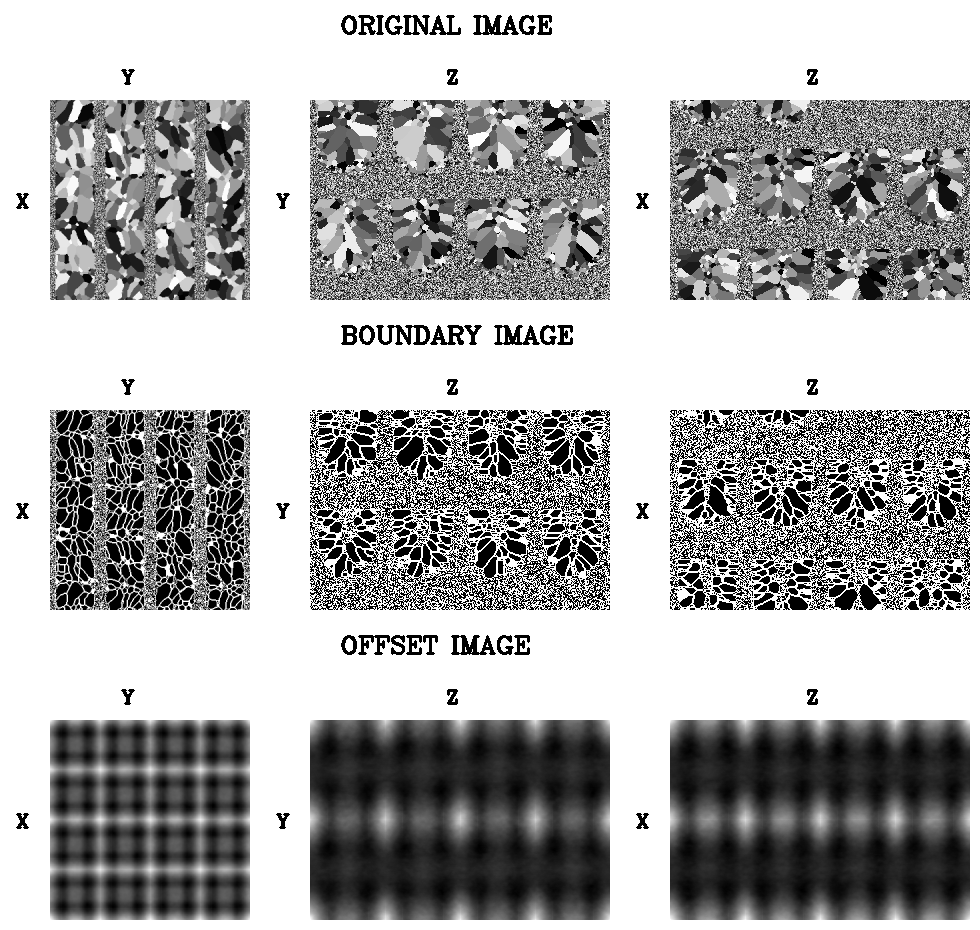 ORIGINAL IMAGE
Y Z Z
X Y X
BOUNDARY IMAGE
Y Z Z
X Y X
OFFSET IMAGE
Y Z Z
X Y X